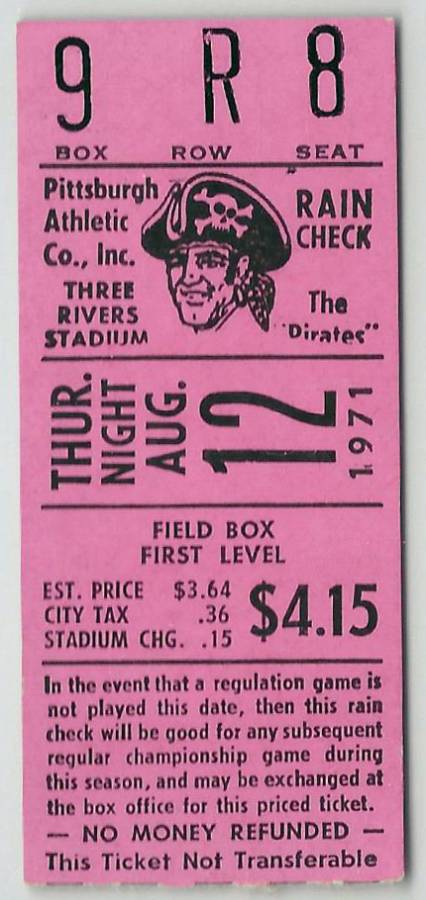 9 R 8
BOX ROW SEAT
Pittsburgh
Athletic
Co., Inc.
THREE
RIVERS
STADIUM
RAIN
CHECK
The
"Pirates"
THUR.
NIGHT
AUG.
12
1971
FIELD BOX
FIRST LEVEL
EST. PRICE $3.64
CITY TAX .36
STADIUM CHG. .15
$4.15
In the event that a regulation game is
not played this date, then this rain
check will be good for any subsequent
regular championship game during
this season, and may be exchanged at
the box office for this priced ticket.
— NO MONEY REFUNDED —
This Ticket Not Transferable